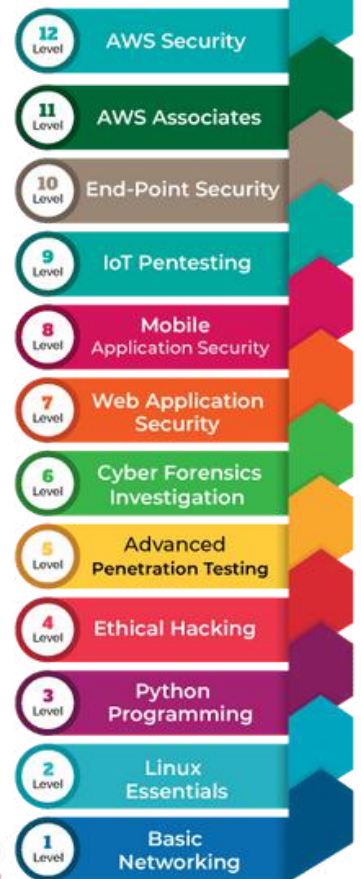 12
Level
AWS Security
11
Level
AWS Associates
10
Level
End-Point Security
9
Level
IoT Pentesting
8
Level
Mobile
Application Security
7
Level
Web Application
Security
6
Level
Cyber Forensics
Investigation
5
Level
Advanced
Penetration Testing
4
Level
Ethical Hacking
3
Level
Python
Programming
2
Level
Linux
Essentials
1
Level
Basic
Networking